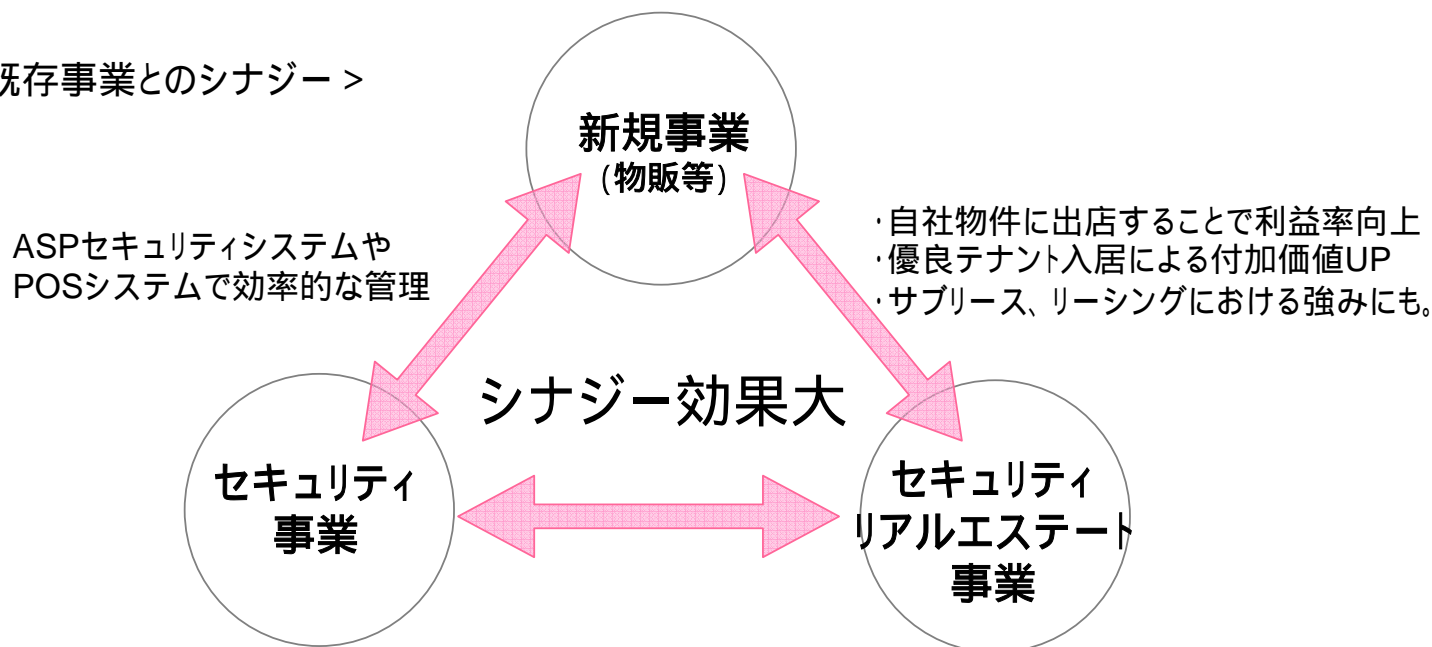 既存事業とのシナジー >
新規事業
(物販等)
ASPセキュリティシステムや
POSシステムで効率的な管理
・自社物件に出店することで利益率向上
・優良テナント入居による付加価値UP
・サブリース、リーシングにおける強みにも。
シナジー効果大
セキュリティ
事業
セキュリティ
リアルエステート
事業